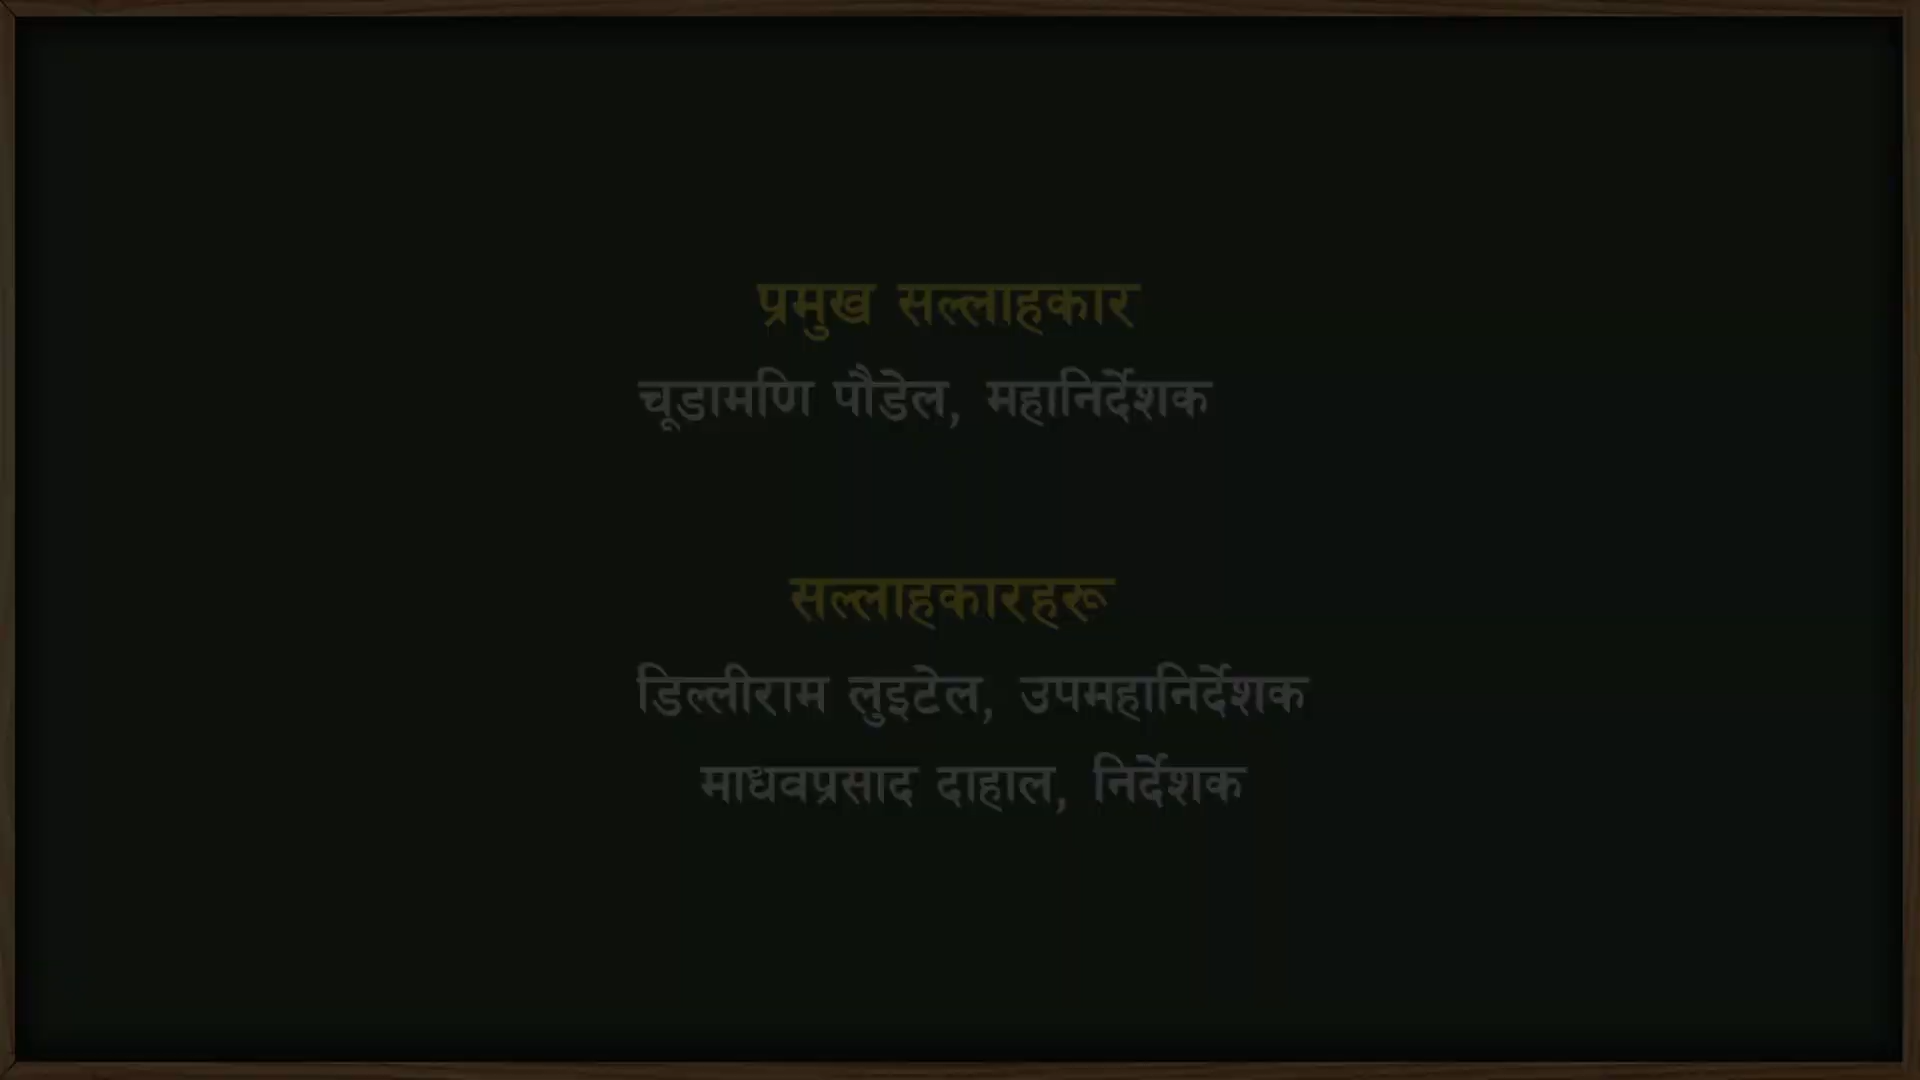 प्रमुख सल्लाहकार
चूडामणि पौडेल, महानिर्देशक
सल्लाहकारहरू
डिल्लीराम लुइटेल, उपमहानिर्देशक
माधवप्रसाद दाहाल, निर्देशक